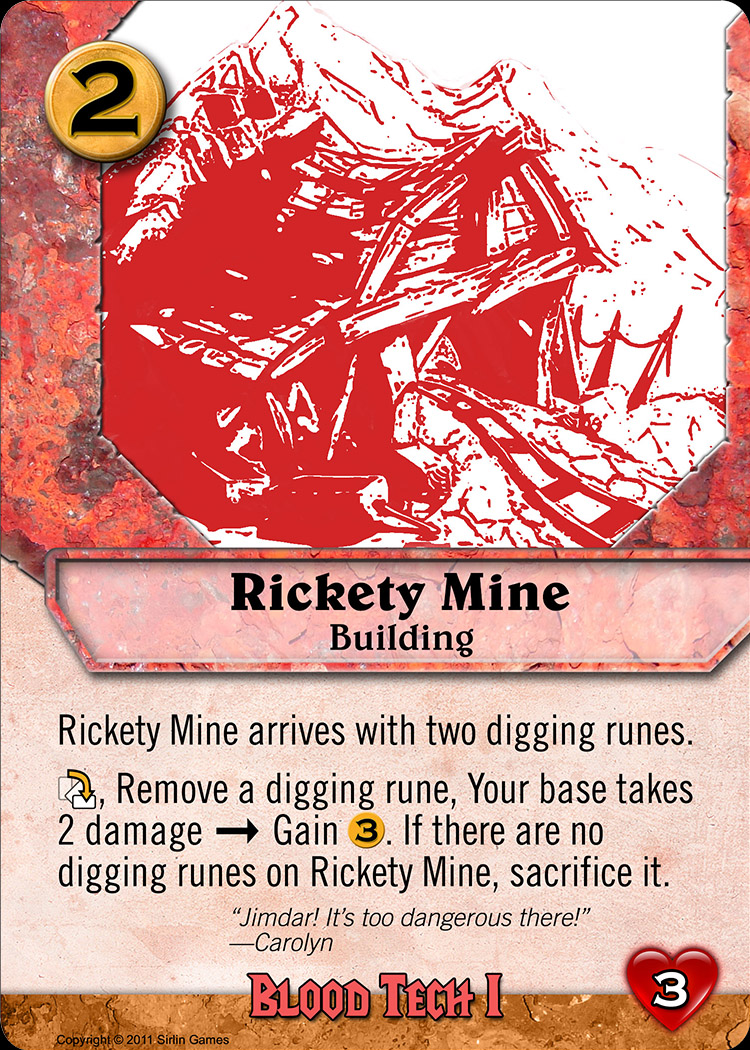 2
Rickety Mine
Building
Rickety Mine arrives with two digging runes.
, Remove a digging rune, Your base takes
2 damage → Gain 3. If there are no
digging runes on Rickety Mine, sacrifice it.
“Jimdar! It’s too dangerous there!”
—Carolyn
Blood Tech I
3
Copyright © 2011 Sirlin Games